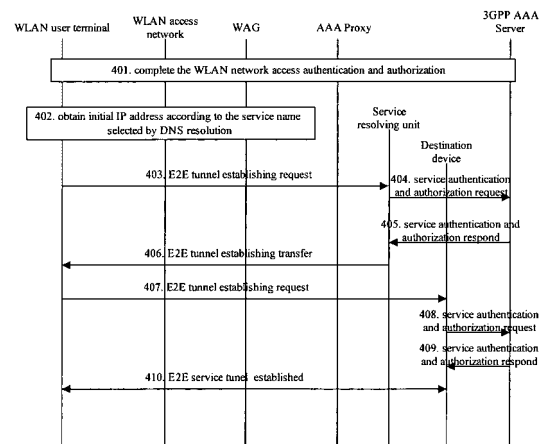 WLAN user terminal
WLAN access
network
WAG
AAA Proxy
3GPP AAA
Server
401. complete the WLAN network access authentication and authorization
402. obtain initial IP address according to the service name
selected by DNS resolution
Service
resolving unit
Destination
device
403. E2E tunnel establishing request
404. service authentication
and authorization request
405. service authentication and
authorization respond
406. E2E tunnel establishing transfer
407. E2E tunnel establishing request
408. service authentication
and authorization request
409. service authentication
and authorization respond
410. E2E service tunel established